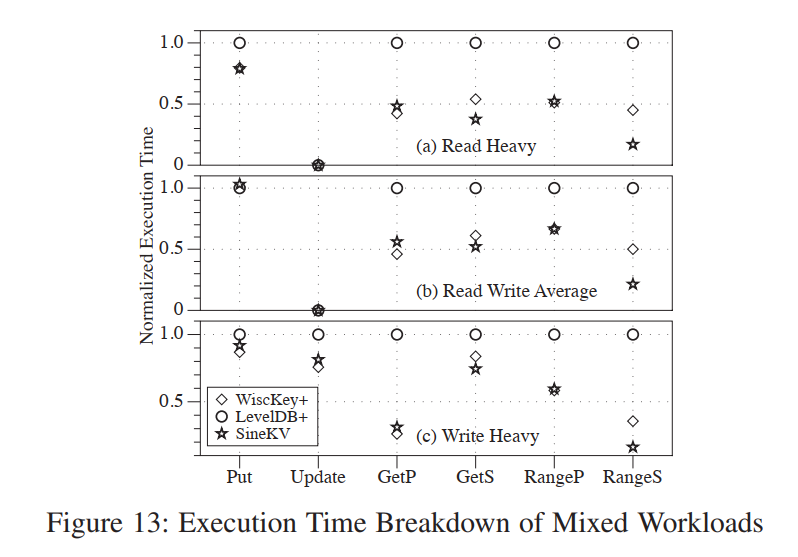 Normalized Execution Time
1.0
0.5
0
(a) Read Heavy
1.0
0.5
0
(b) Read Write Average
1.0
0.5
WiscKey+
LevelDB+
SineKV
(c) Write Heavy
Put Update GetP GetS RangeP RangeS
Figure 13: Execution Time Breakdown of Mixed Workloads